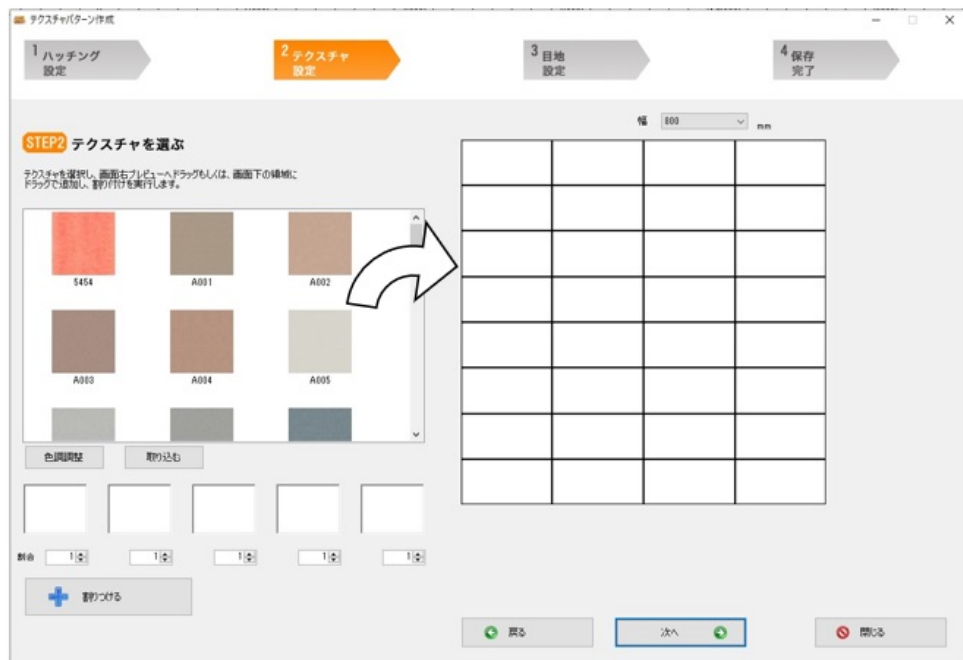 テクスチャパターン作成
1 ハッチング
設定
2 テクスチャ
設定
3 目地
設定
4 保存
完了
幅 800 mm
STEP2 テクスチャを選ぶ
テクスチャを選択し、画面右プレビューへドラッグもしくは、画面下の領域に
ドラッグで追加し、割り付けを実行します。
5454 A001 A002
A003 A004 A005
色調調整 取り込む
割合 1 1 1 1 1
割りつける
戻る 次へ 閉じる